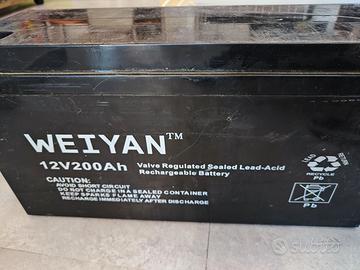 WEIYAN™
12V200Ah
Valve Regulated Sealed Lead-Acid
Rechargeable Battery
CAUTION:
AVOID SHORT CIRCUIT
DO NOT CHARGE IN A SEALED CONTAINER
KEEP SPARKS FLAME AWAY
RECHARGE IMMEDIATELY AFTER DISCHARGE
Pb
RECYCLE
Pb
subito